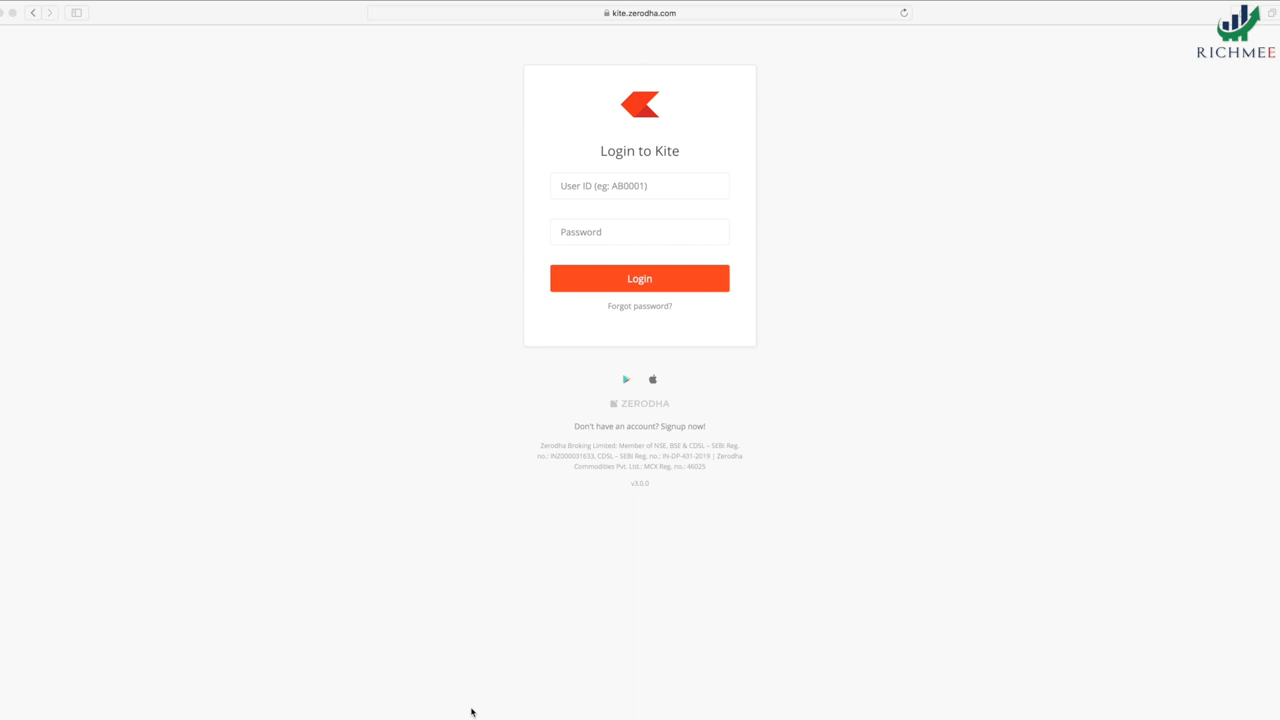 kite.zerodha.com
RICHMEE
Login to Kite
User ID (eg: AB0001)
Password
Login
Forgot password?
ZERODHA
Don't have an account? Signup now!
Zerodha Broking Limited: Member of NSE, BSE & CDSL – SEBI Reg.
no.: INZ000031633, CDSL – SEBI Reg. no.: IN-DP-431-2019 | Zerodha
Commodities Pvt. Ltd.: MCX Reg. no.: 46025
v3.0.0